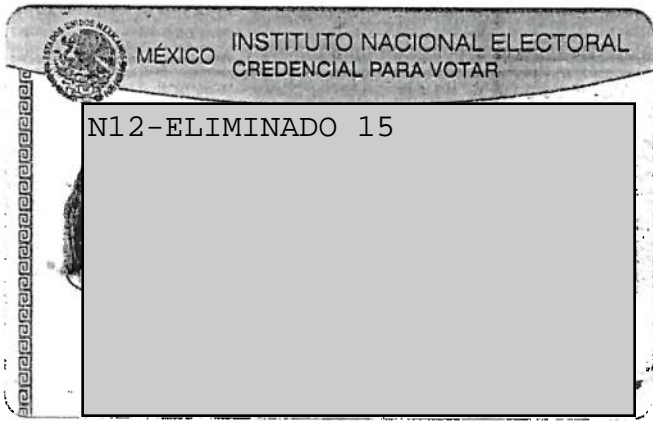 MÉXICO
INSTITUTO NACIONAL ELECTORAL
CREDENCIAL PARA VOTAR
N12-ELIMINADO 15